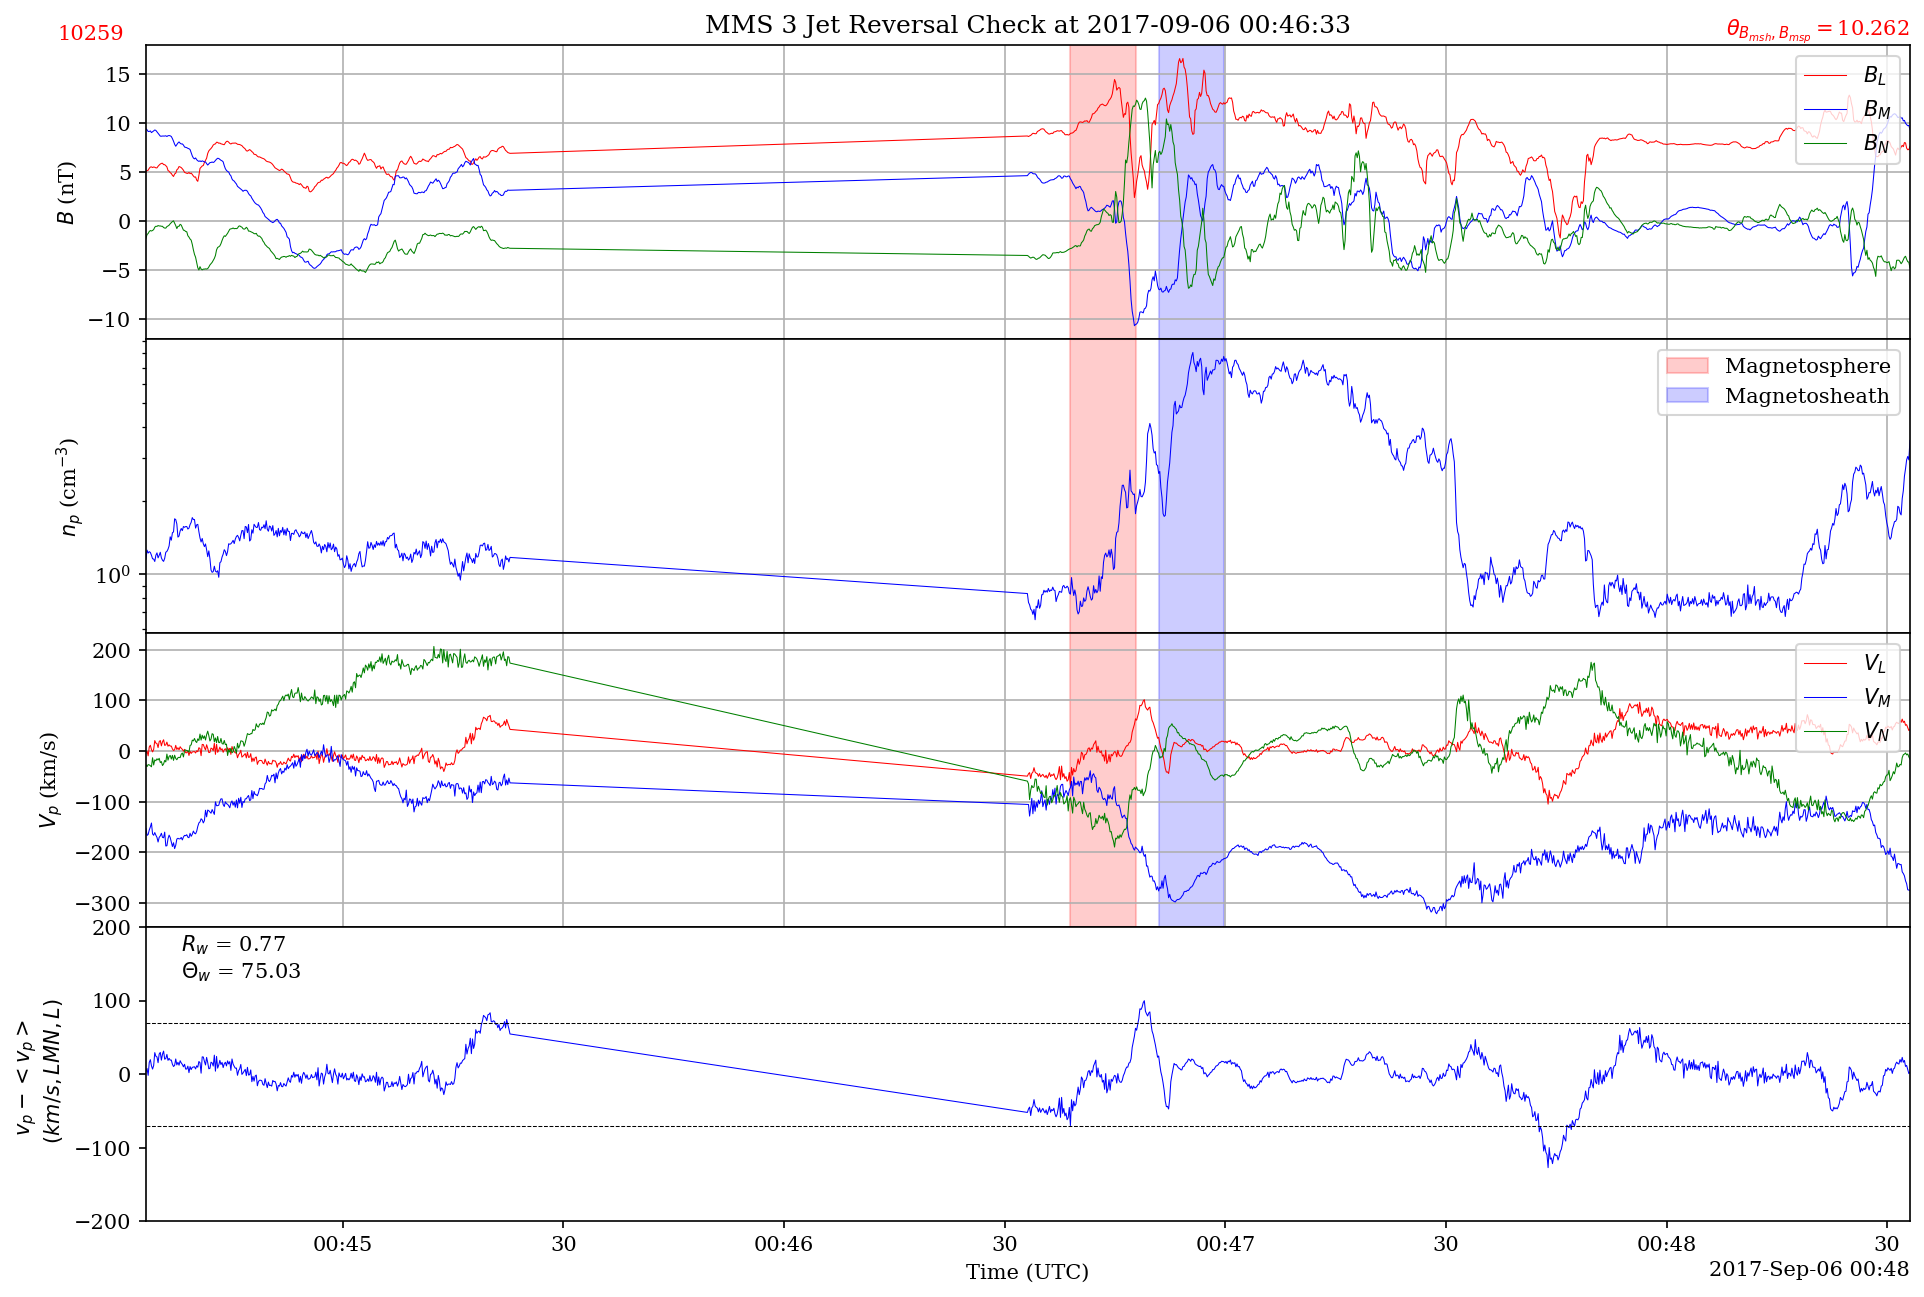 10259
MMS 3 Jet Reversal Check at 2017-09-06 00:46:33
θ_{B_{msh}, B_{msp}} = 10.262
B (nT)
15
10
5
0
−5
−10
B_L
B_M
B_N
n_p (cm^{−3})
10^0
Magnetosphere
Magnetosheath
V_p (km/s)
200
100
0
−100
−200
−300
V_L
V_M
V_N
v_p − < v_p >
(km/s, LMN, L)
200
100
0
−100
−200
R_w = 0.77
Θ_w = 75.03
00:45
30
00:46
30
00:47
30
00:48
30
Time (UTC)
2017-Sep-06 00:48